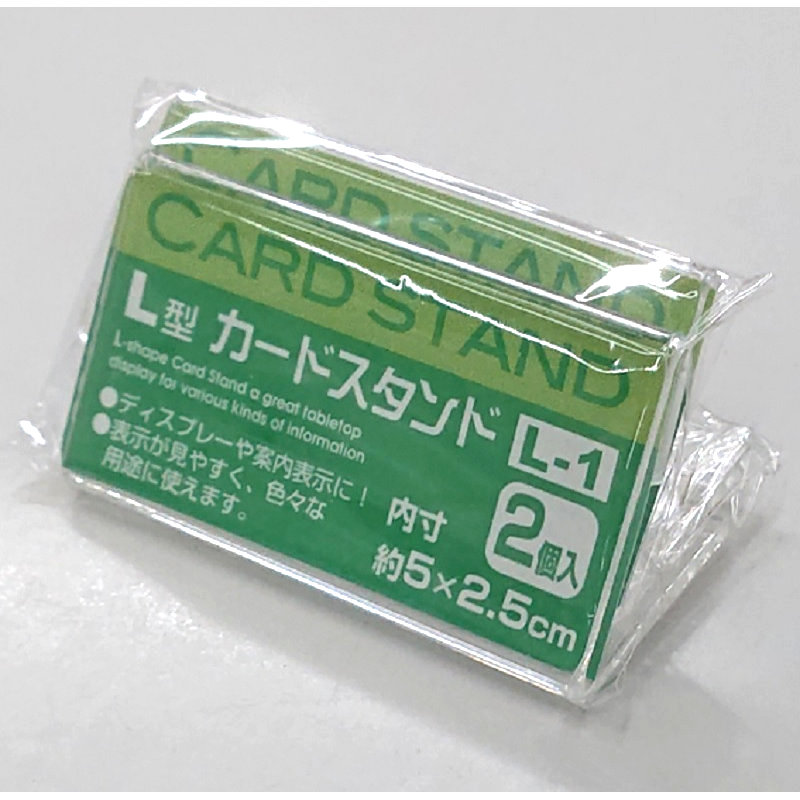 CARD STAND
CARD STAND
L型 カードスタンド
L-shape Card Stand a great tabletop
display for various kinds of information
L-1
●ディスプレーや案内表示に!
●表示が見やすく、色々な
用途に使えます。
2個入
内寸
約5×2.5cm